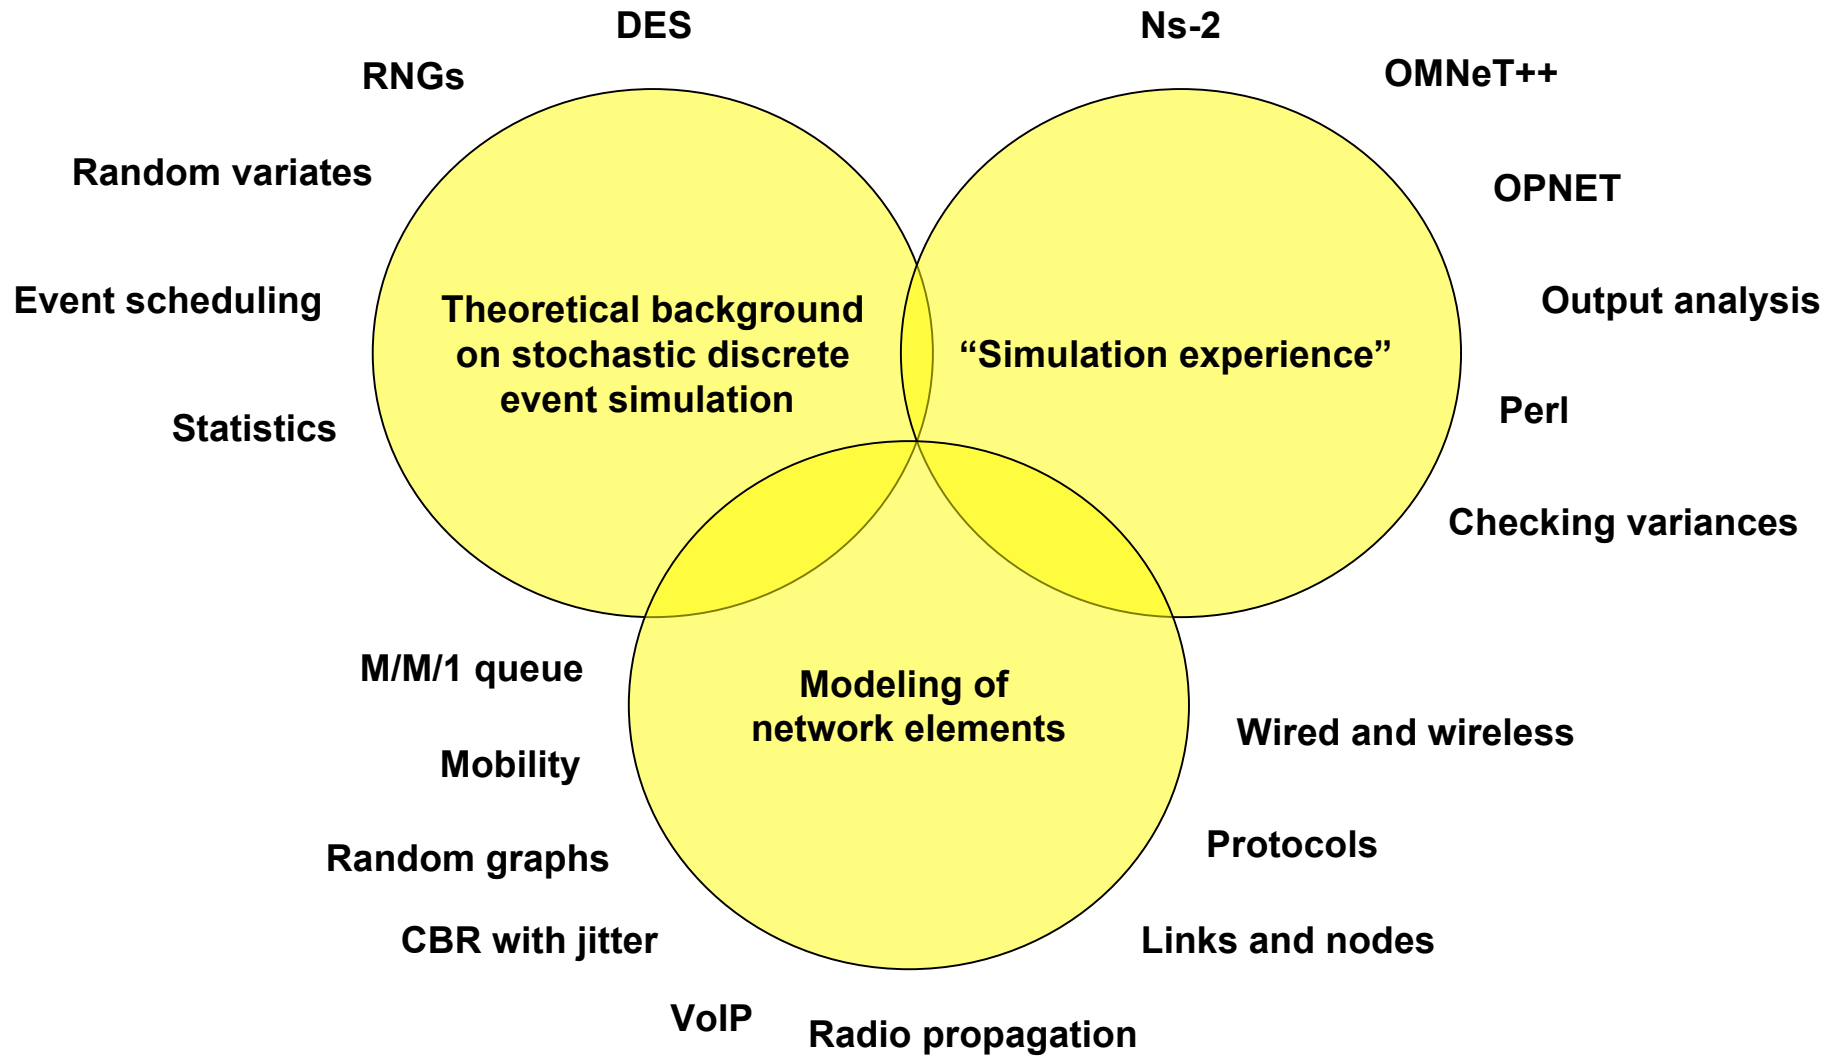 DES
Ns-2
RNGs
OMNeT++
Random variates
OPNET
Event scheduling
Theoretical background
on stochastic discrete
event simulation
“Simulation experience”
Output analysis
Statistics
Perl
Checking variances
M/M/1 queue
Modeling of
network elements
Wired and wireless
Mobility
Random graphs
Protocols
CBR with jitter
Links and nodes
VoIP
Radio propagation